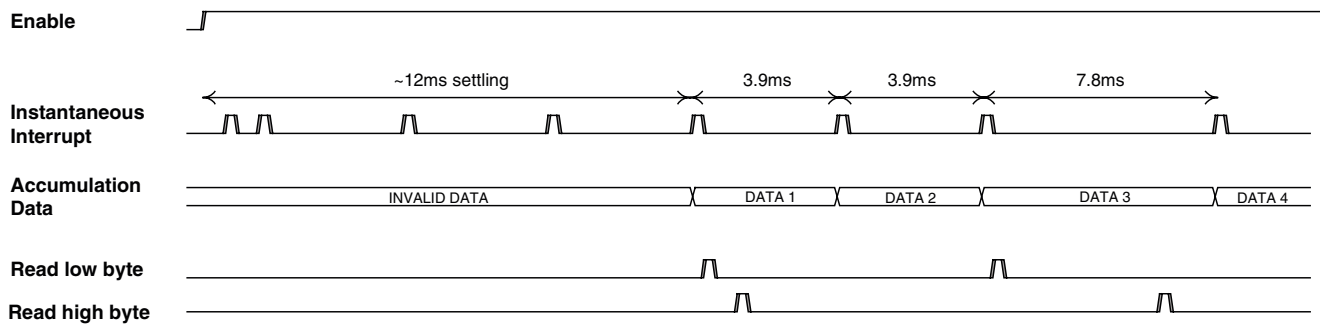 Enable
~12ms settling 3.9ms 3.9ms 7.8ms
Instantaneous
Interrupt
Accumulation
Data
INVALID DATA DATA 1 DATA 2 DATA 3 DATA 4
Read low byte
Read high byte